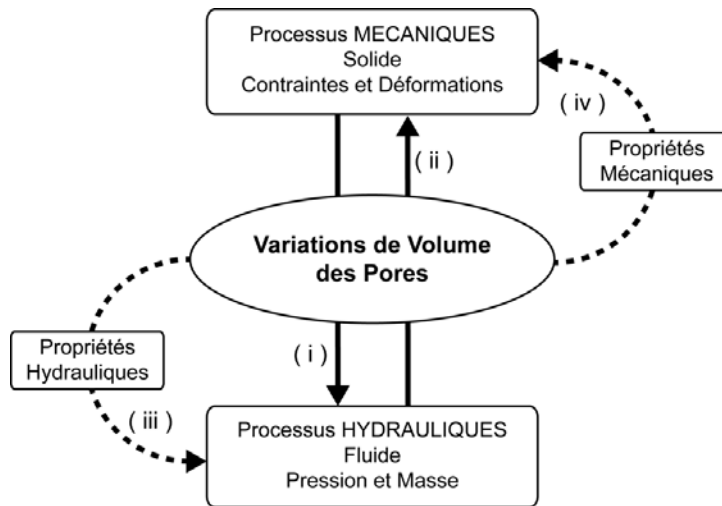 Processus MECANIQUES
Solide
Contraintes et Déformations
( iv )
( ii )
Propriétés
Mécaniques
Variations de Volume
des Pores
Propriétés
Hydrauliques
( i )
( iii )
Processus HYDRAULIQUES
Fluide
Pression et Masse